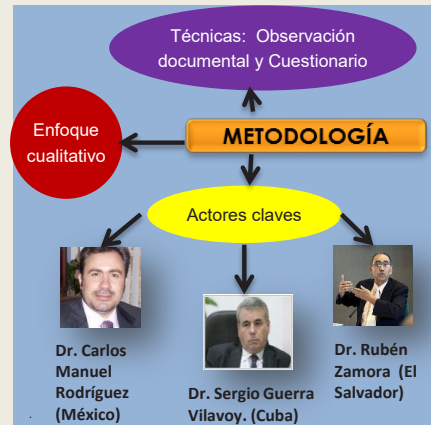 Técnicas:  Observación
documental y Cuestionario
Enfoque
cualitativo
METODOLOGÍA
Actores claves
Dr. Carlos
Manuel
Rodríguez
(México)
Dr. Sergio Guerra
Vilavoy. (Cuba)
Dr. Rubén
Zamora  (El
Salvador)
.